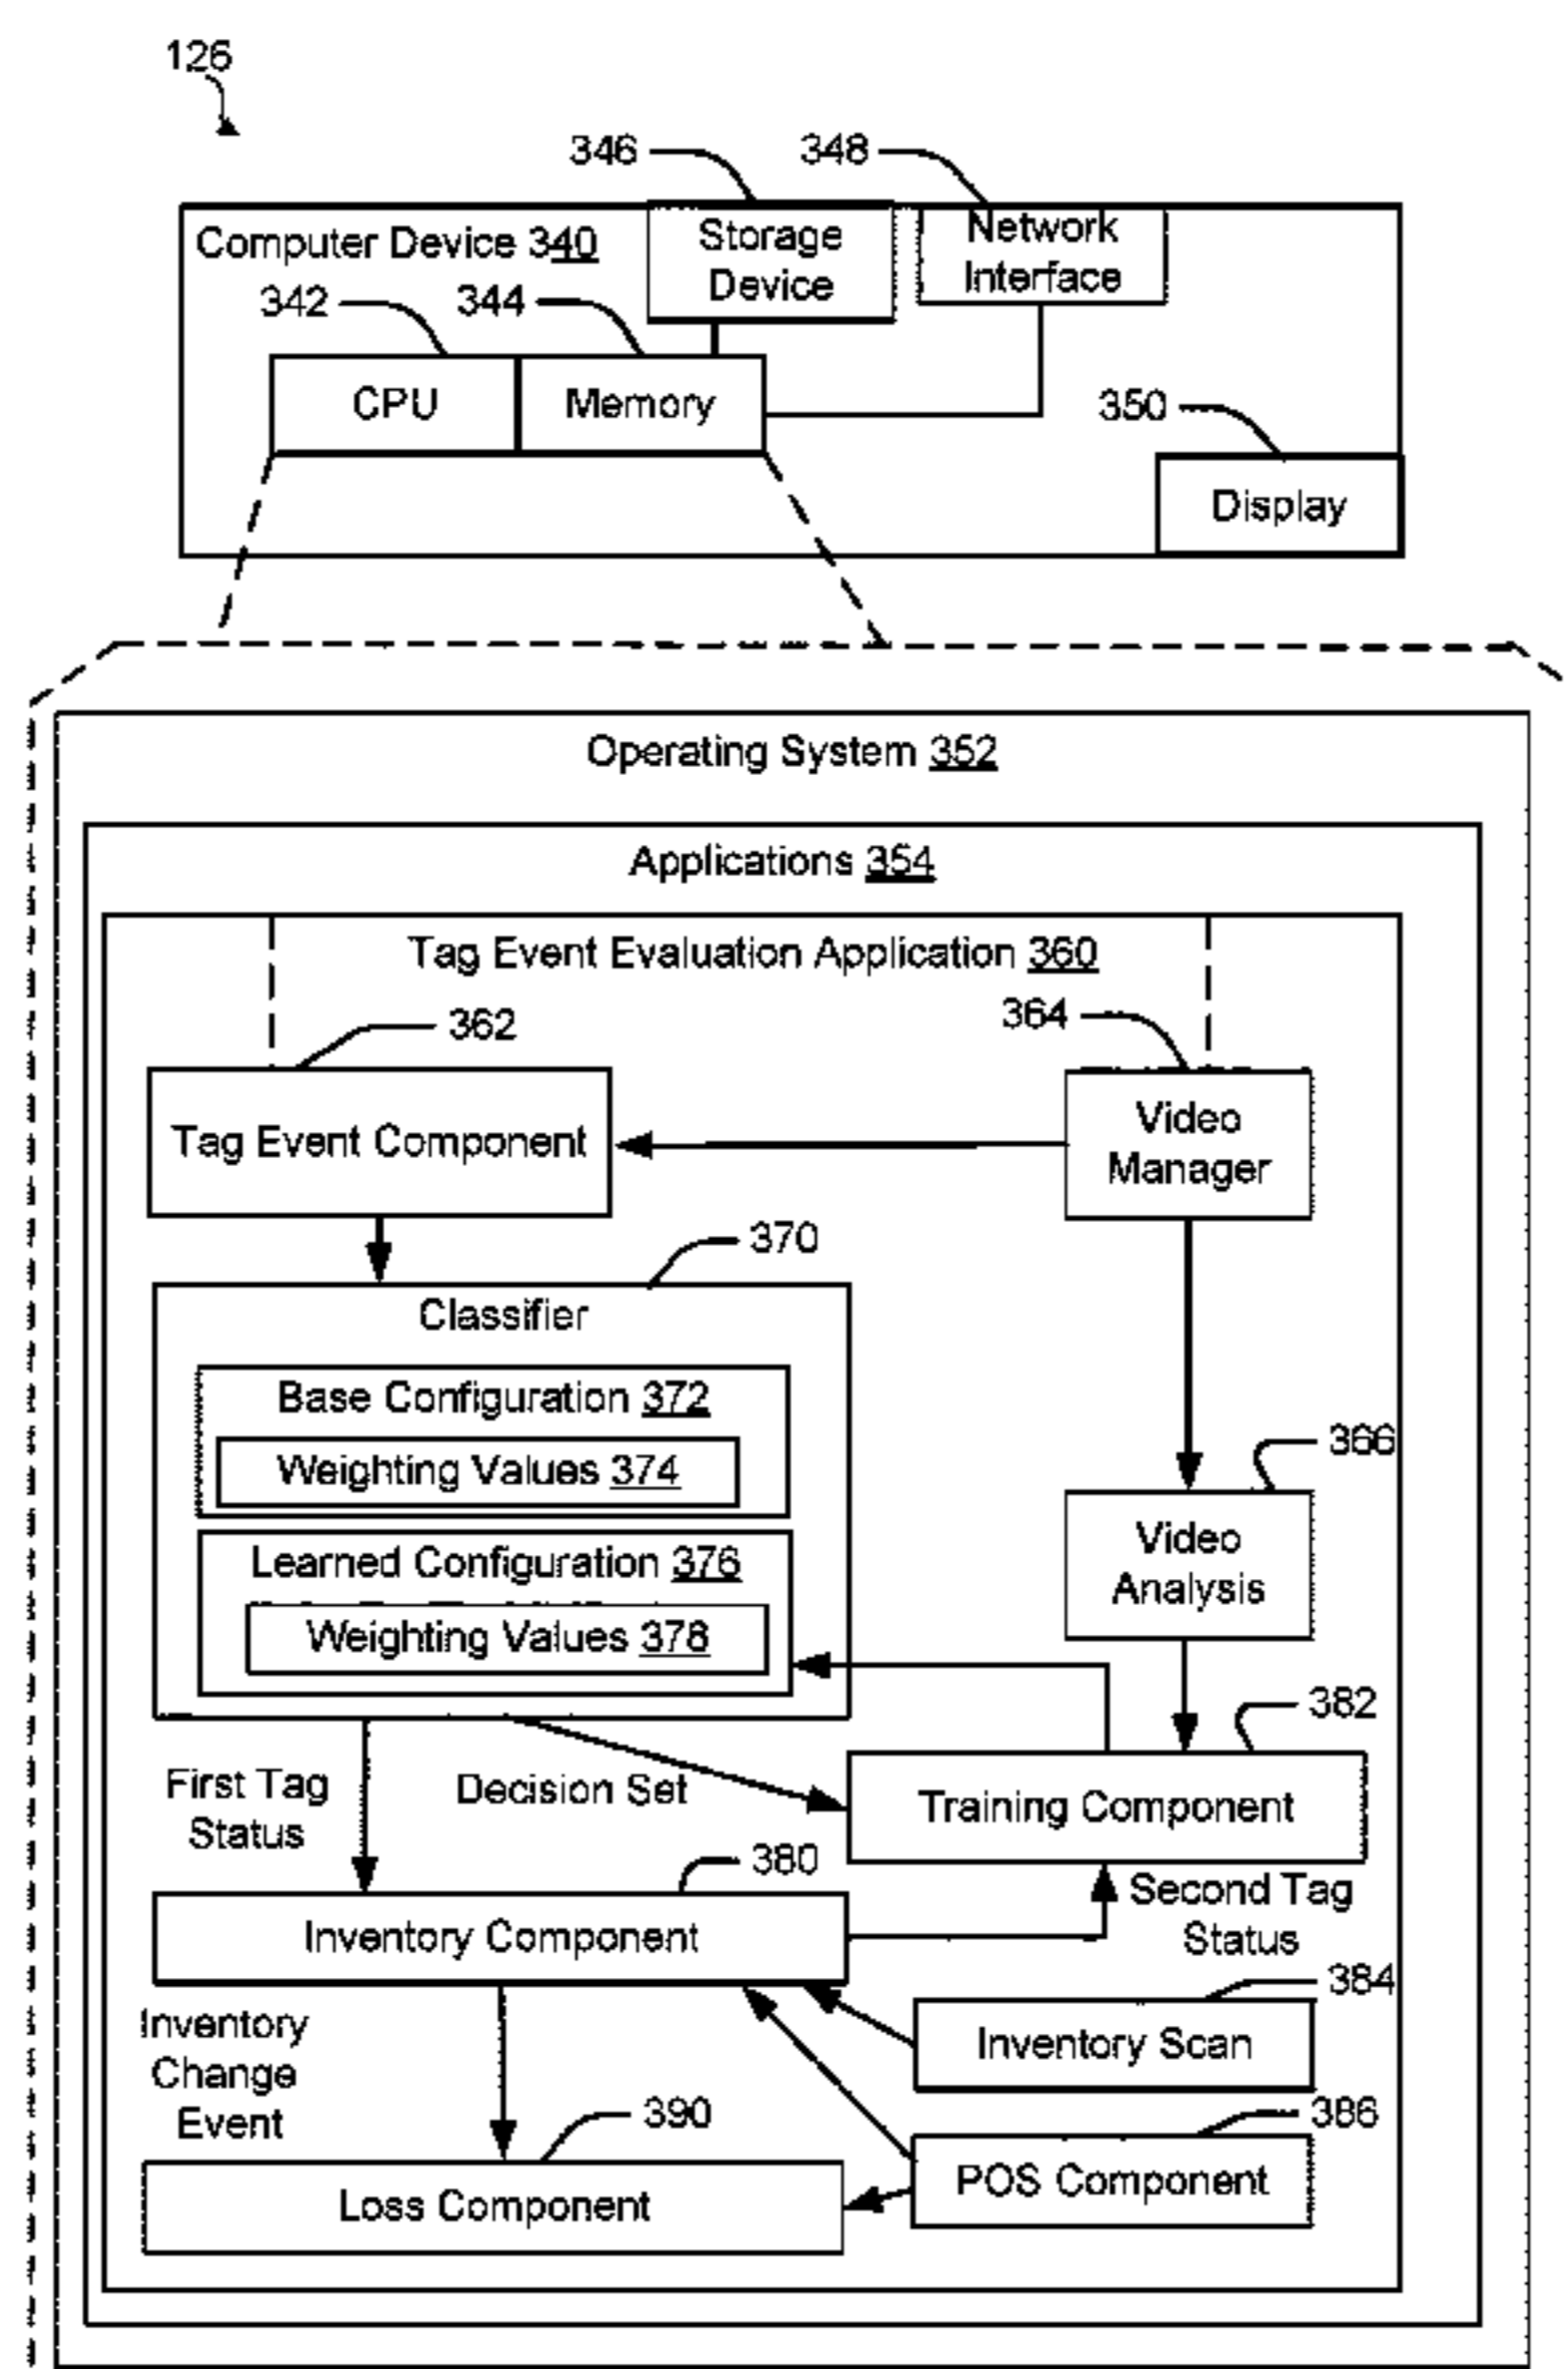 126
346
348
Computer Device 340
Storage
Device
Network
Interface
342
344
CPU
Memory
350
Display
Operating System 352
Applications 354
Tag Event Evaluation Application 360
362
364
Tag Event Component
Video
Manager
370
Classifier
Base Configuration 372
Weighting Values 374
366
Learned Configuration 376
Weighting Values 378
Video
Analysis
382
First Tag
Status
Decision Set
Training Component
380
Second Tag
Status
Inventory Component
384
Inventory
Change
Event
Inventory Scan
390
386
Loss Component
POS Component